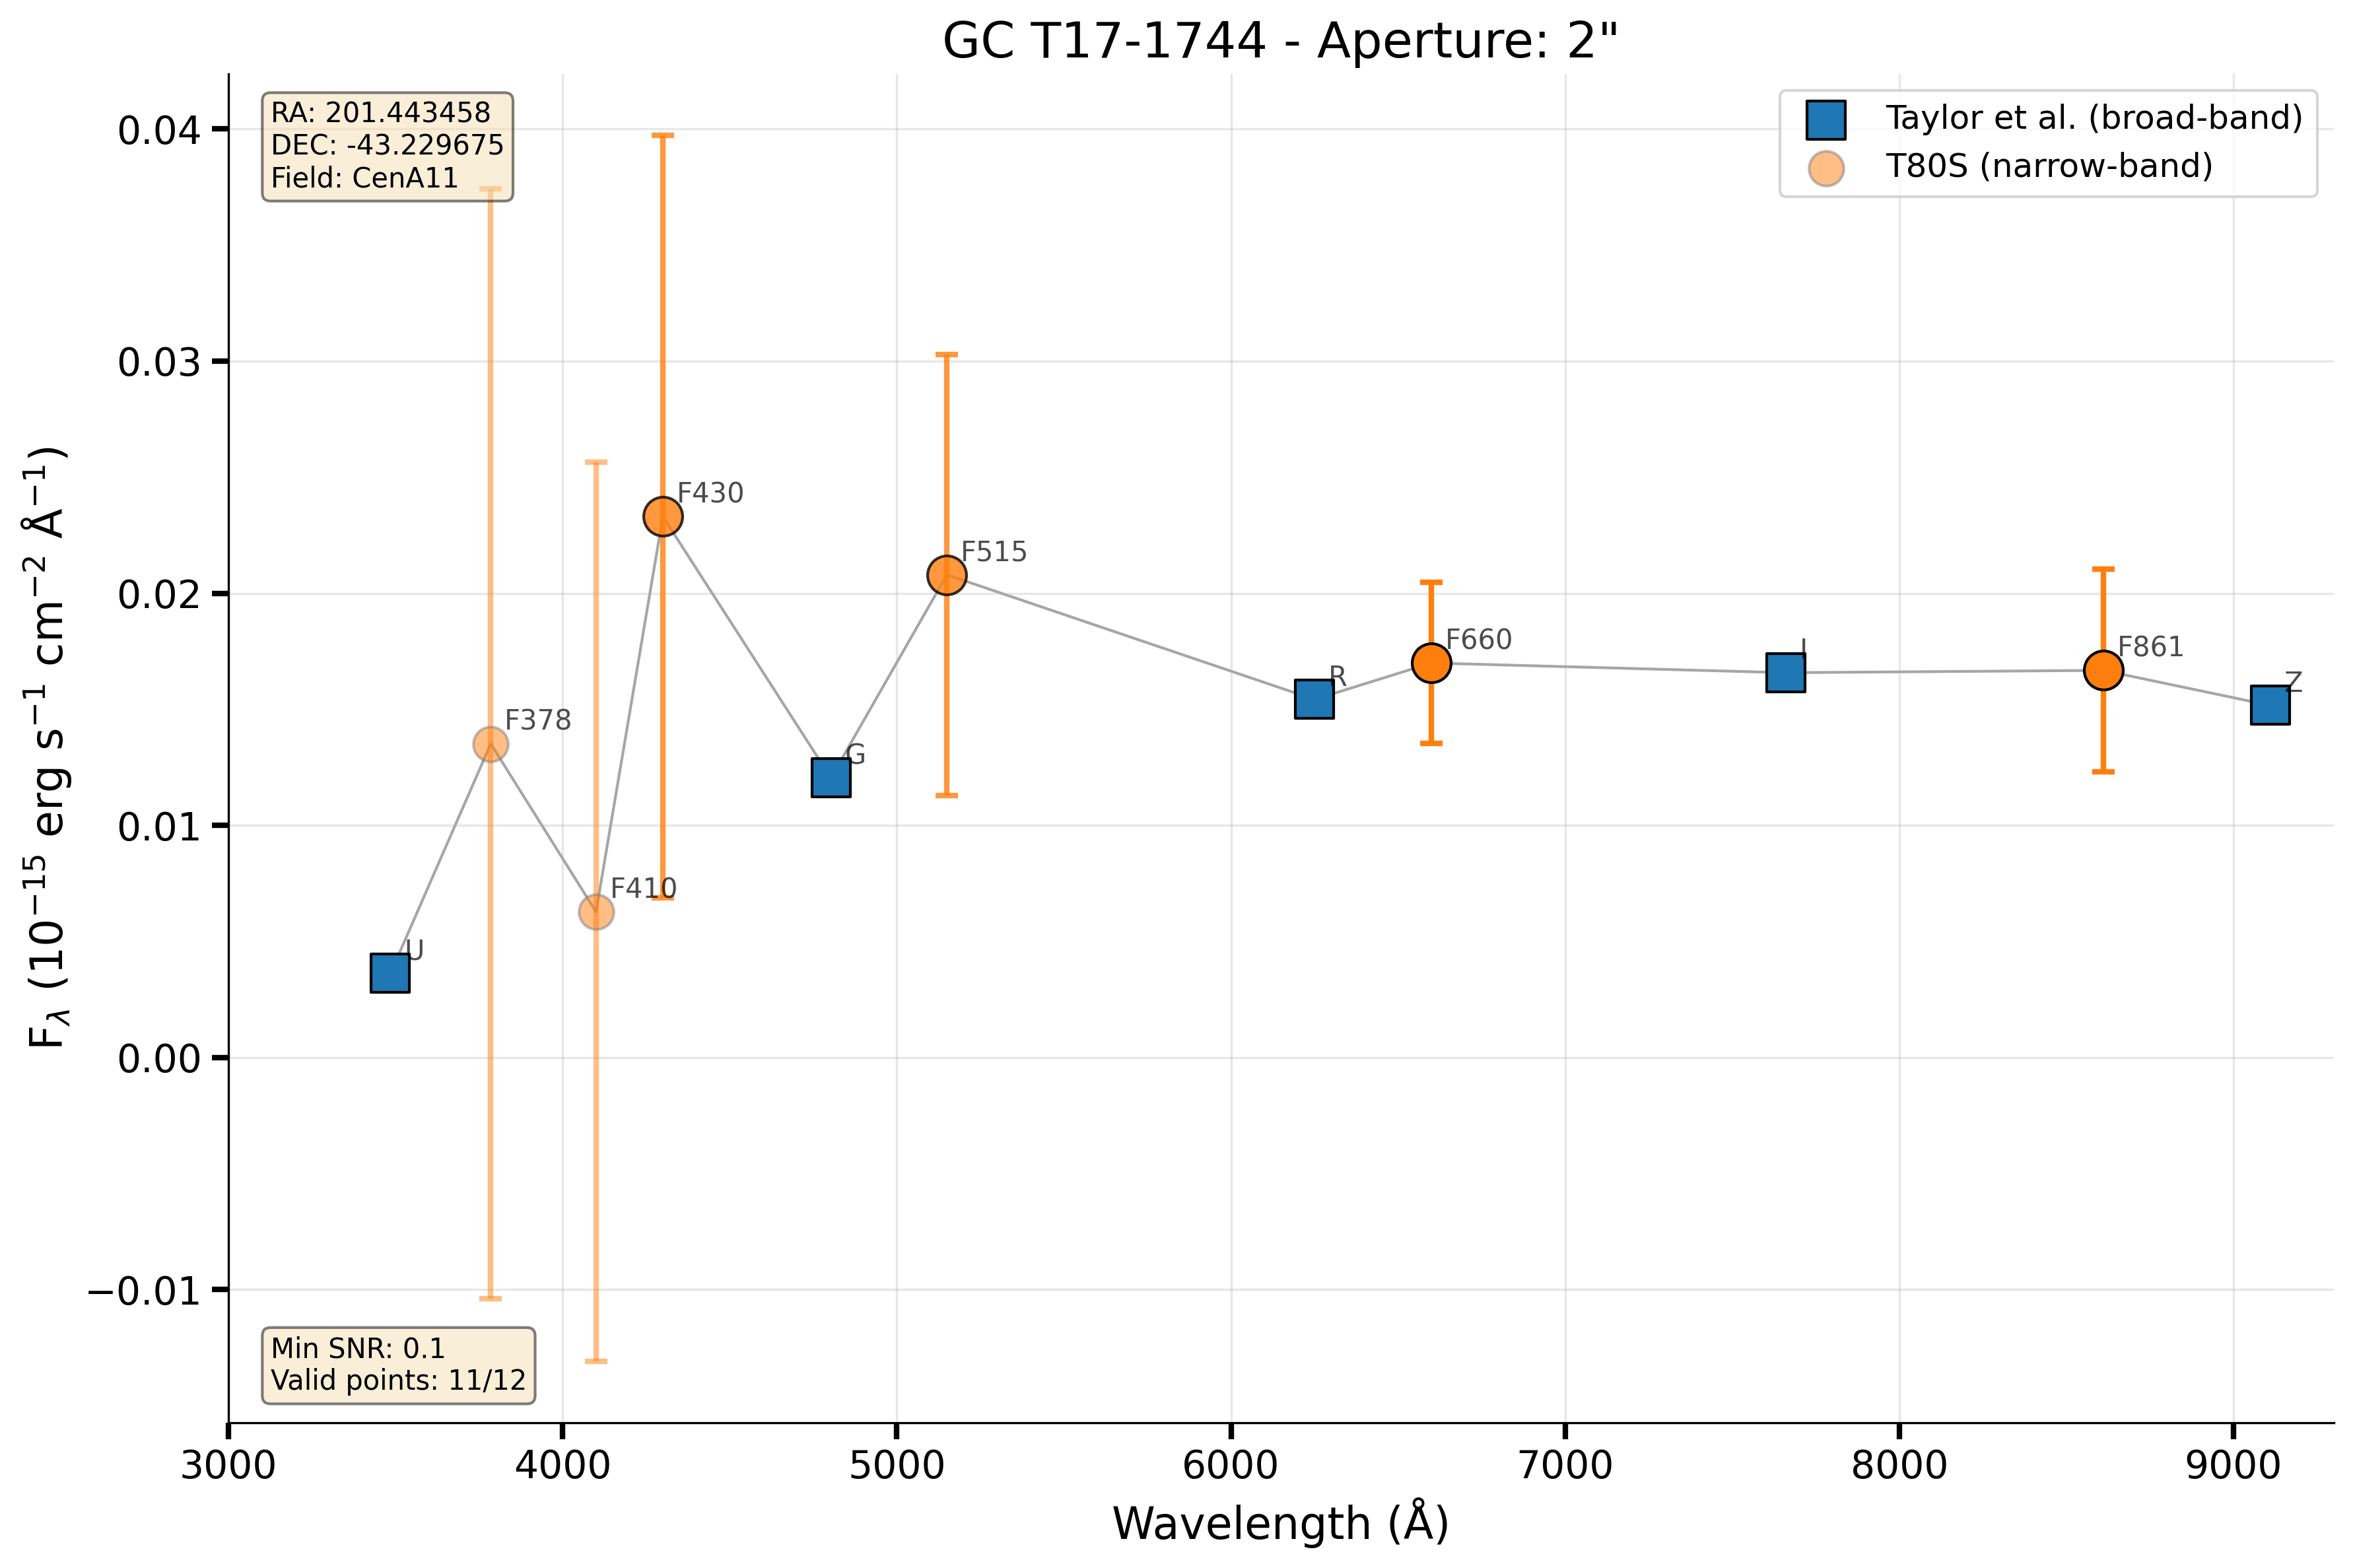 GC T17-1744 - Aperture: 2"
RA: 201.443458
DEC: -43.229675
Field: CenA11
Taylor et al. (broad-band)
T80S (narrow-band)
0.04
0.03
0.02
0.01
0.00
−0.01
F_λ (10⁻¹⁵ erg s⁻¹ cm⁻² Å⁻¹)
U
F378
F410
F430
G
F515
R
F660
I
F861
Z
Min SNR: 0.1
Valid points: 11/12
3000 4000 5000 6000 7000 8000 9000
Wavelength (Å)